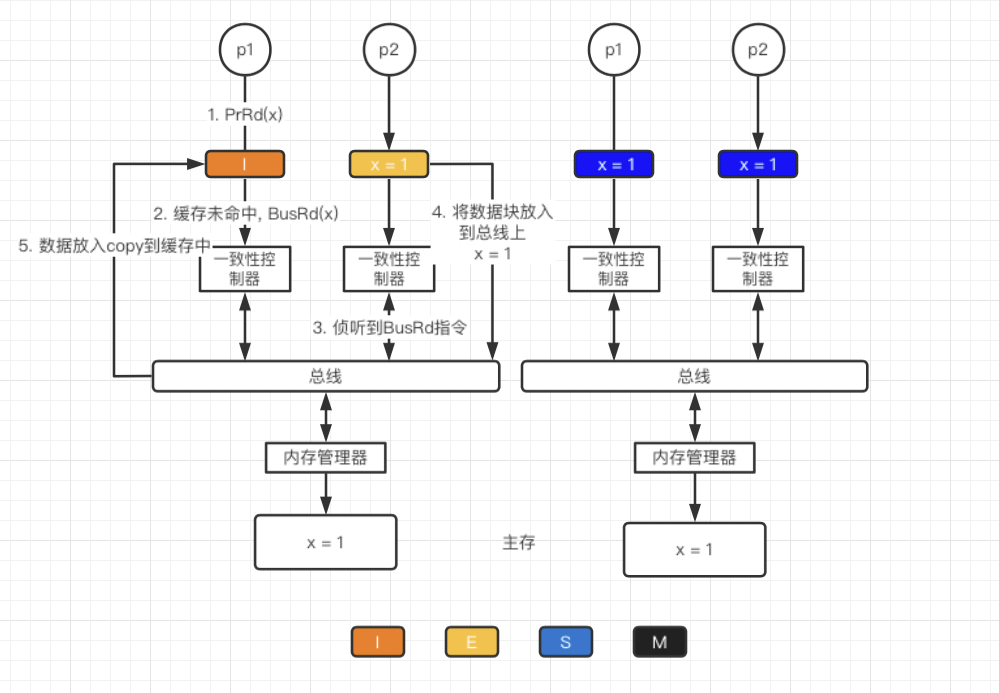 p1
p2
p1
p2
1. PrRd(x)
I
x = 1
x = 1
x = 1
2. 缓存未命中, BusRd(x)
4. 将数据块放入
到总线上
x = 1
5. 数据放入copy到缓存中
一致性控
制器
一致性控
制器
一致性控
制器
一致性控
制器
3. 侦听到BusRd指令
总线
总线
内存管理器
内存管理器
x = 1
主存
x = 1
I
E
S
M